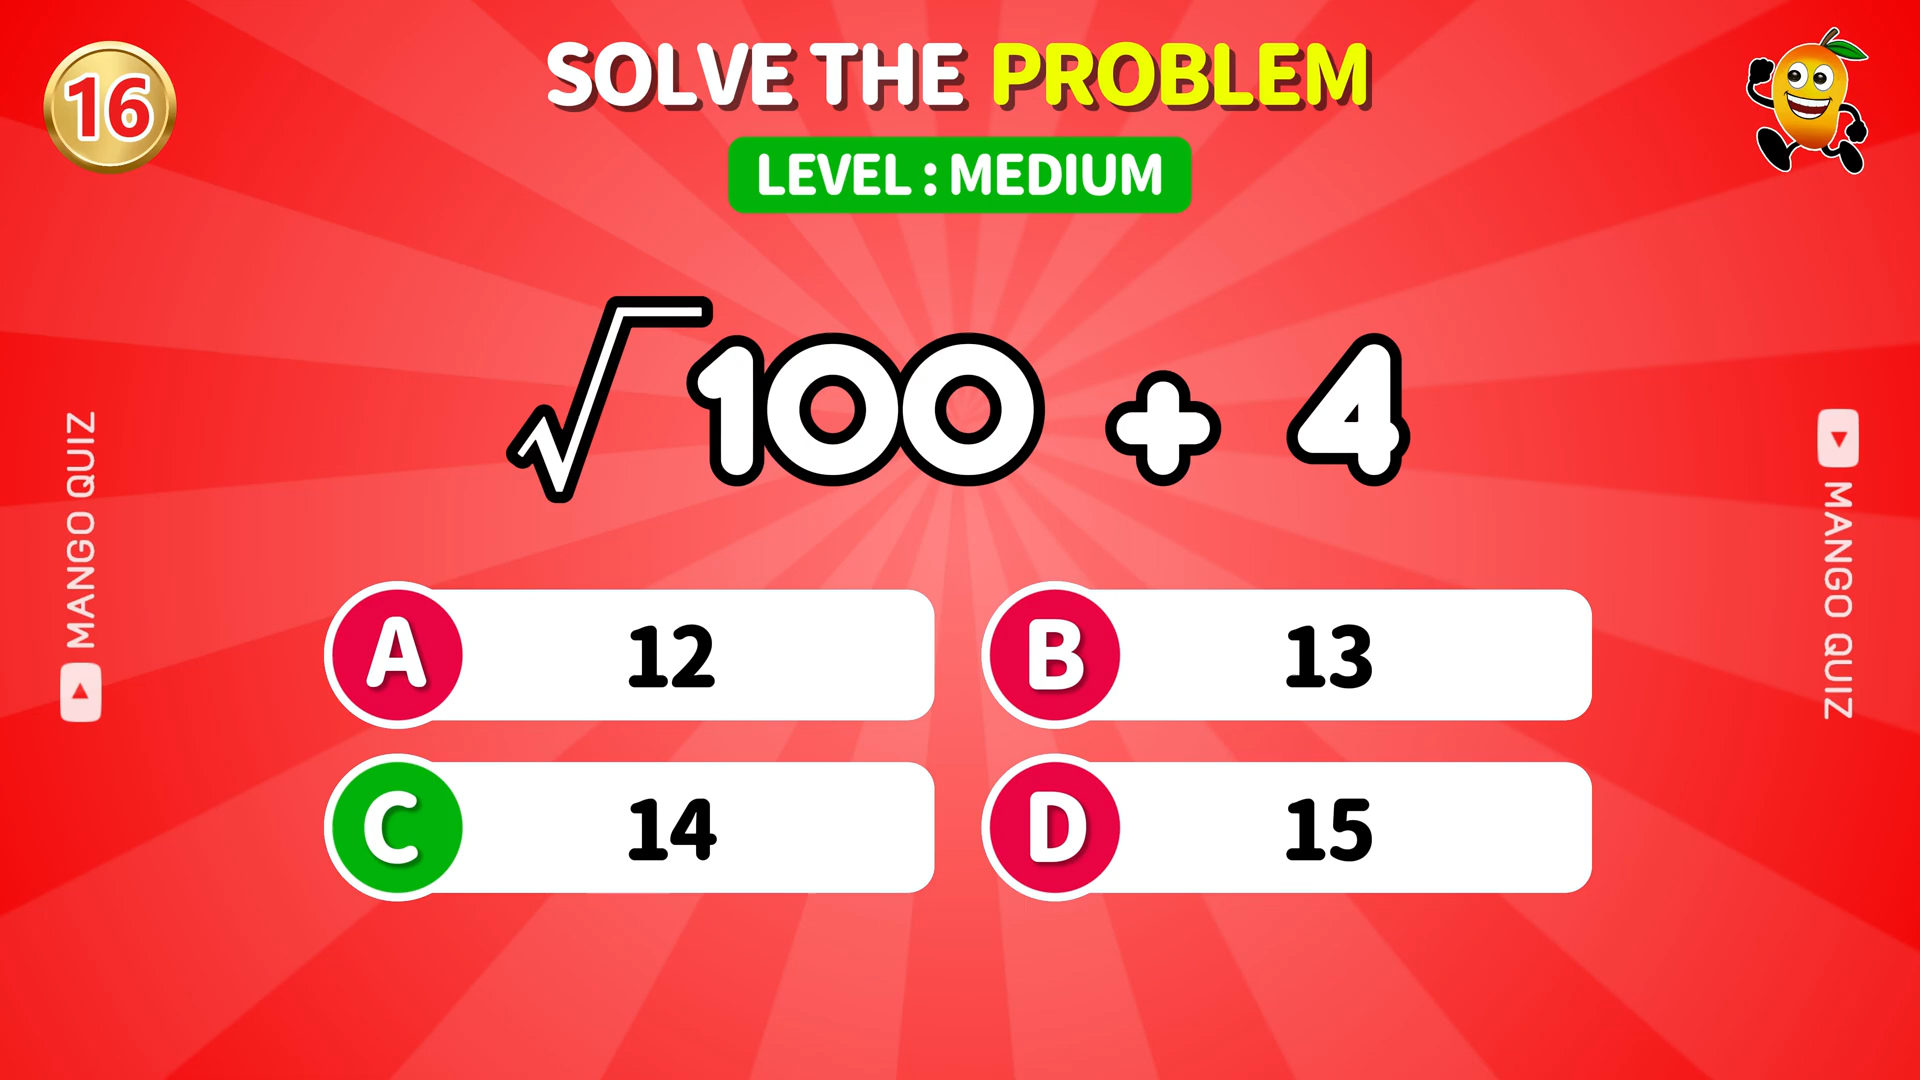 16
SOLVE THE PROBLEM
LEVEL : MEDIUM
√100 + 4
A 12
B 13
C 14
D 15
MANGO QUIZ
MANGO QUIZ